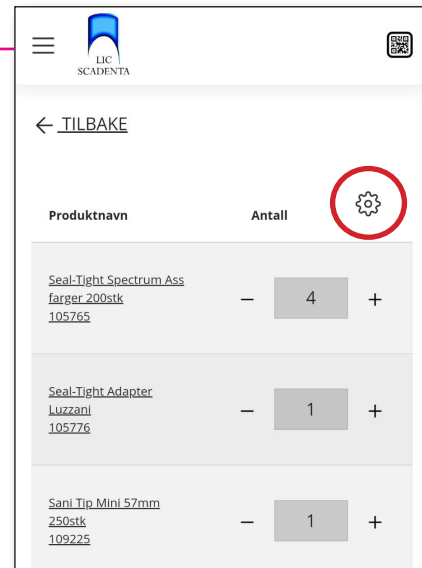 LIC
SCADENTA
TILBAKE
Produktnavn Antall
Seal-Tight Spectrum Ass
farger 200stk
105765
4
Seal-Tight Adapter
Luzzani
105776
1
Sani Tip Mini 57mm
250stk
109225
1